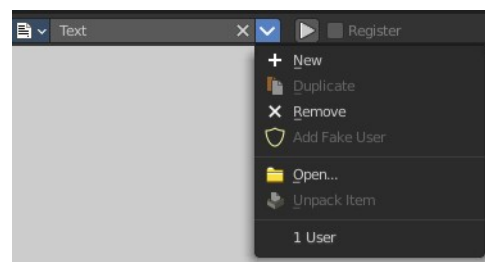 Text
Register
New
Duplicate
Remove
Add Fake User
Open...
Unpack Item
1 User